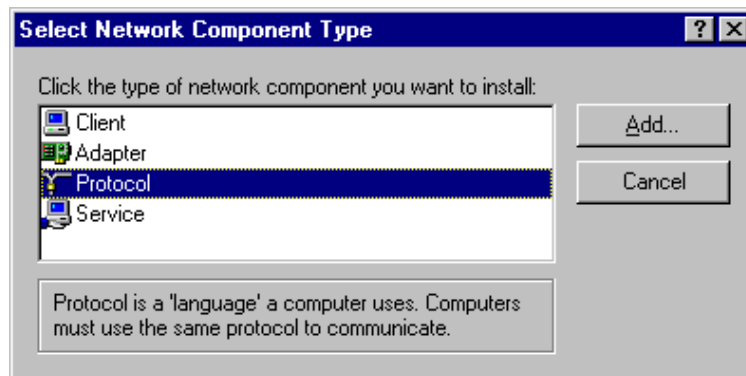 Select Network Component Type
Click the type of network component you want to install:
Client
Adapter
Protocol
Service
Add...
Cancel
Protocol is a 'language' a computer uses. Computers
must use the same protocol to communicate.